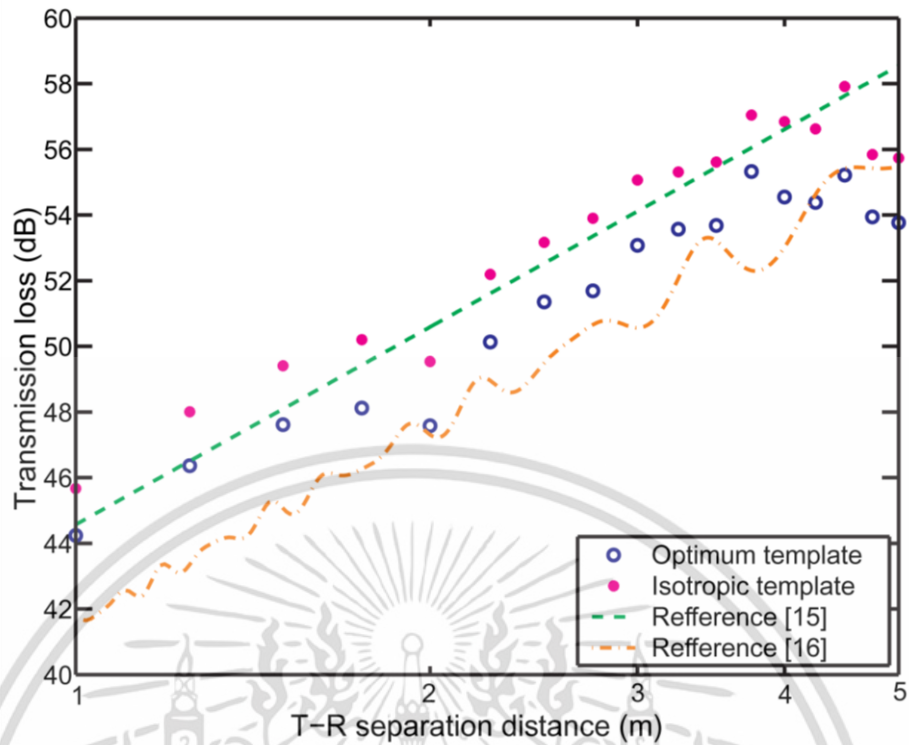 60
58
56
54
52
50
48
46
44
42
40
Transmission loss (dB)
Optimum template
Isotropic template
Refference [15]
Refference [16]
1 2 3 4 5
T−R separation distance (m)